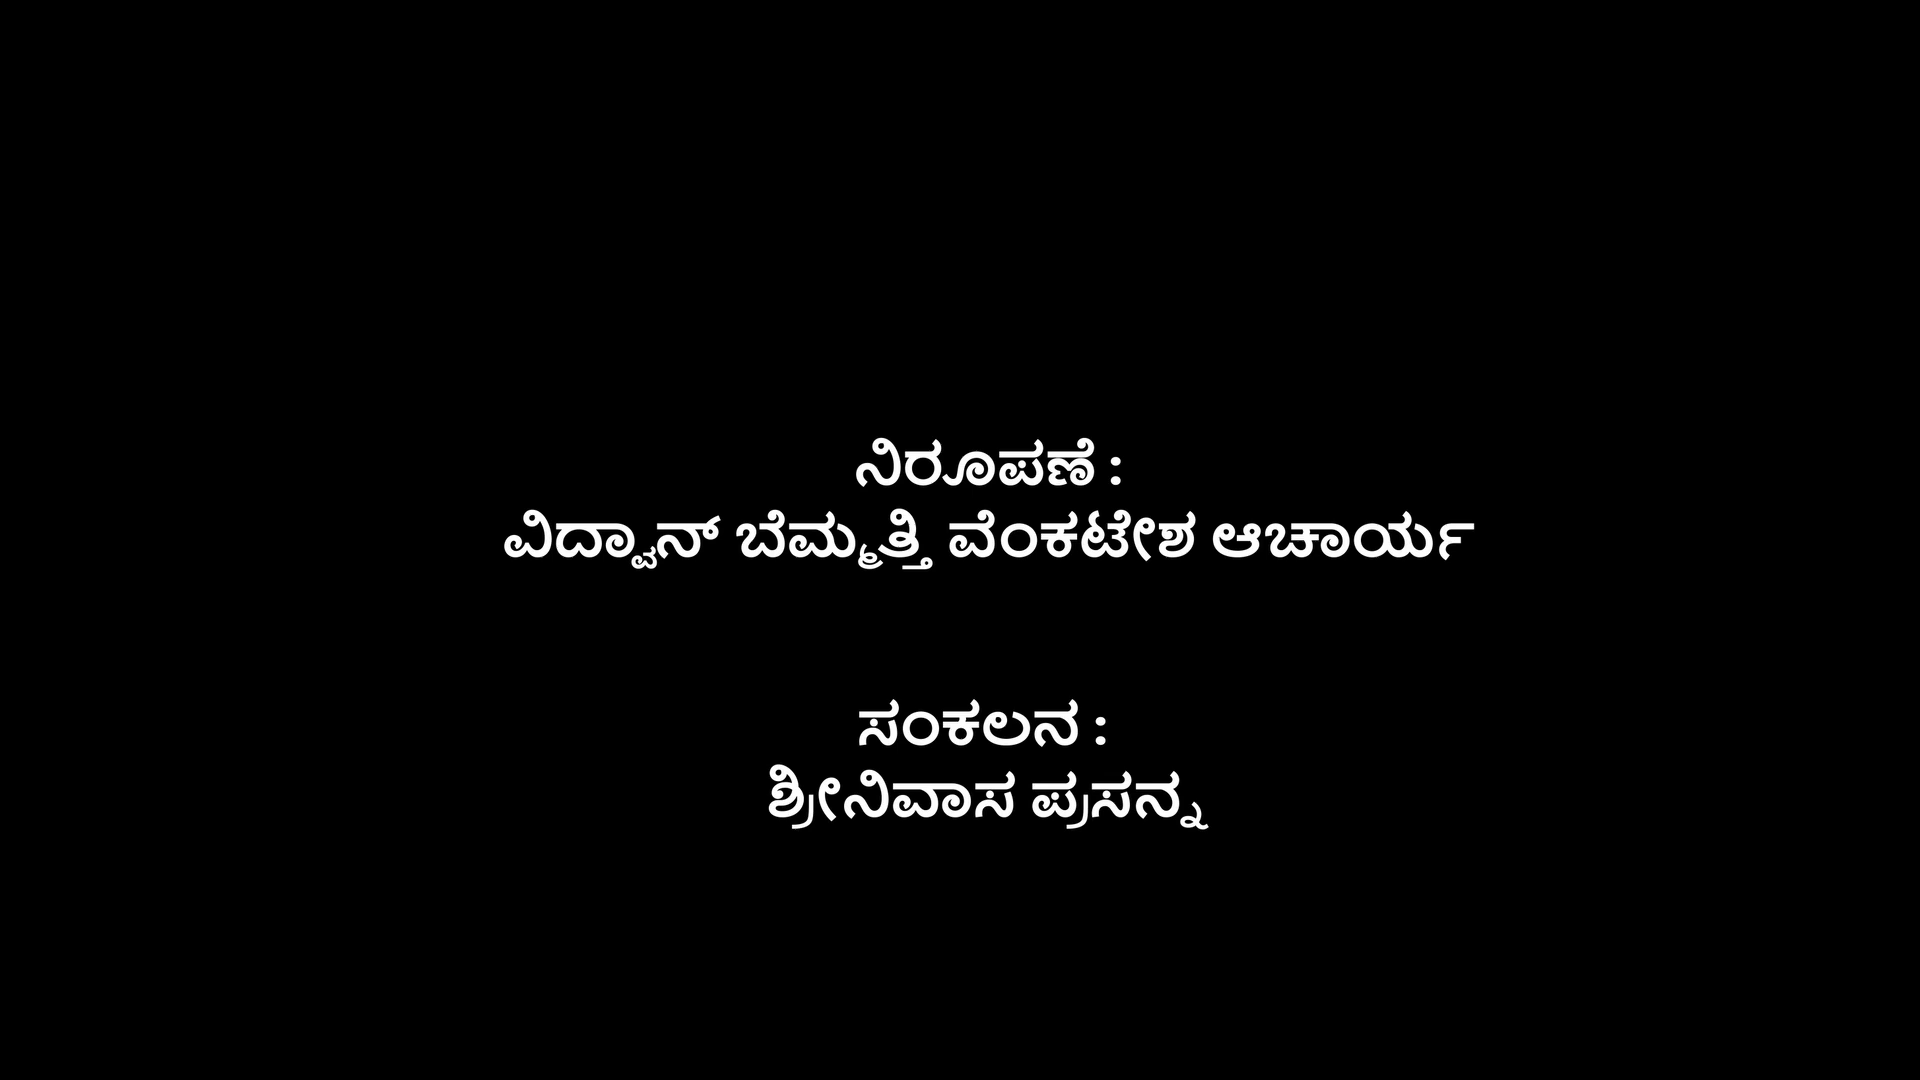 ನಿರೂಪಣೆ :
ವಿದ್ವಾನ್ ಬೆಮ್ಮತ್ತಿ ವೆಂಕಟೇಶ ಆಚಾರ್ಯ
ಸಂಕಲನ :
ಶ್ರೀನಿವಾಸ ಪ್ರಸನ್ನ